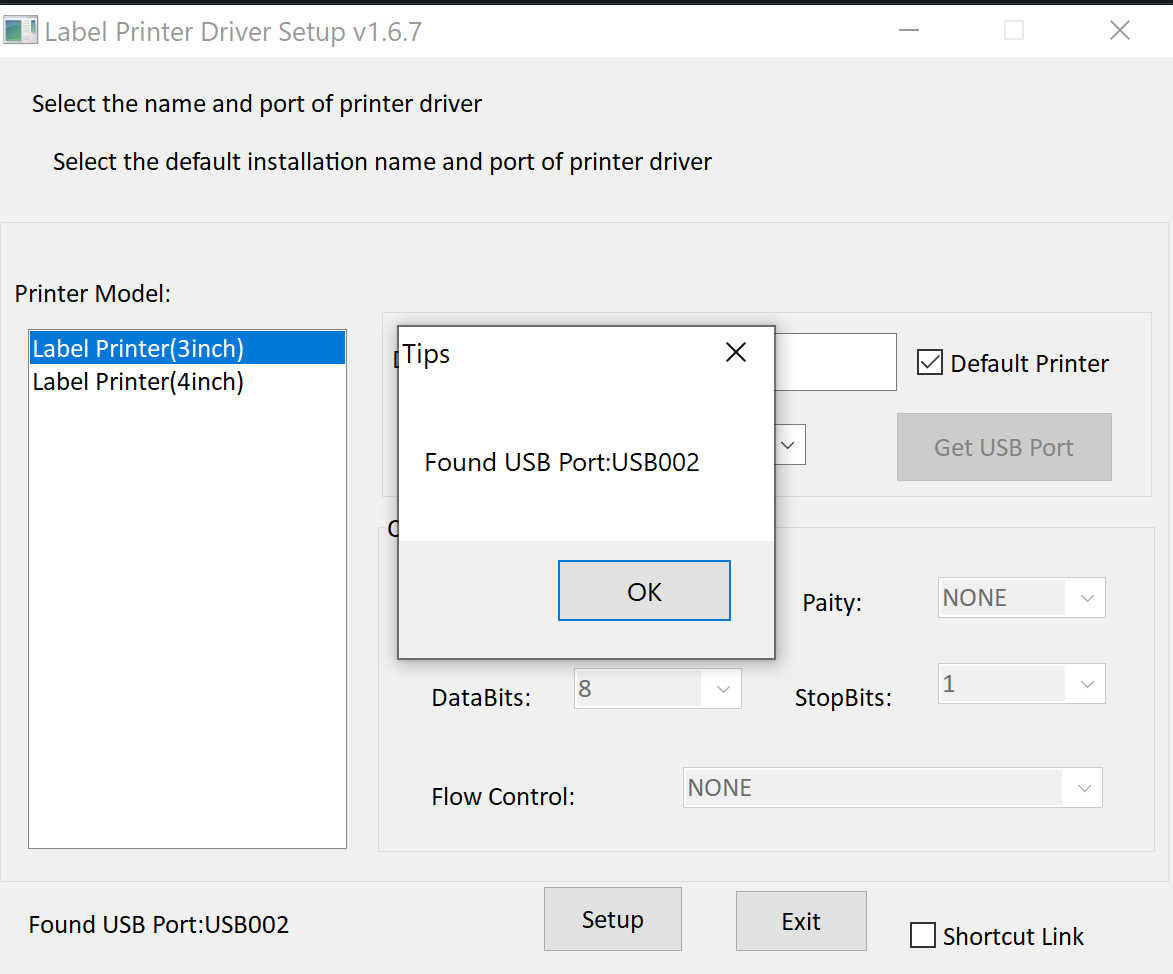 Label Printer Driver Setup v1.6.7
Select the name and port of printer driver
Select the default installation name and port of printer driver
Printer Model:
Label Printer(3inch)
Label Printer(4inch)
Tips
Found USB Port:USB002
OK
Default Printer
Get USB Port
Paity:
NONE
DataBits:
8
StopBits:
1
Flow Control:
NONE
Found USB Port:USB002
Setup
Exit
Shortcut Link